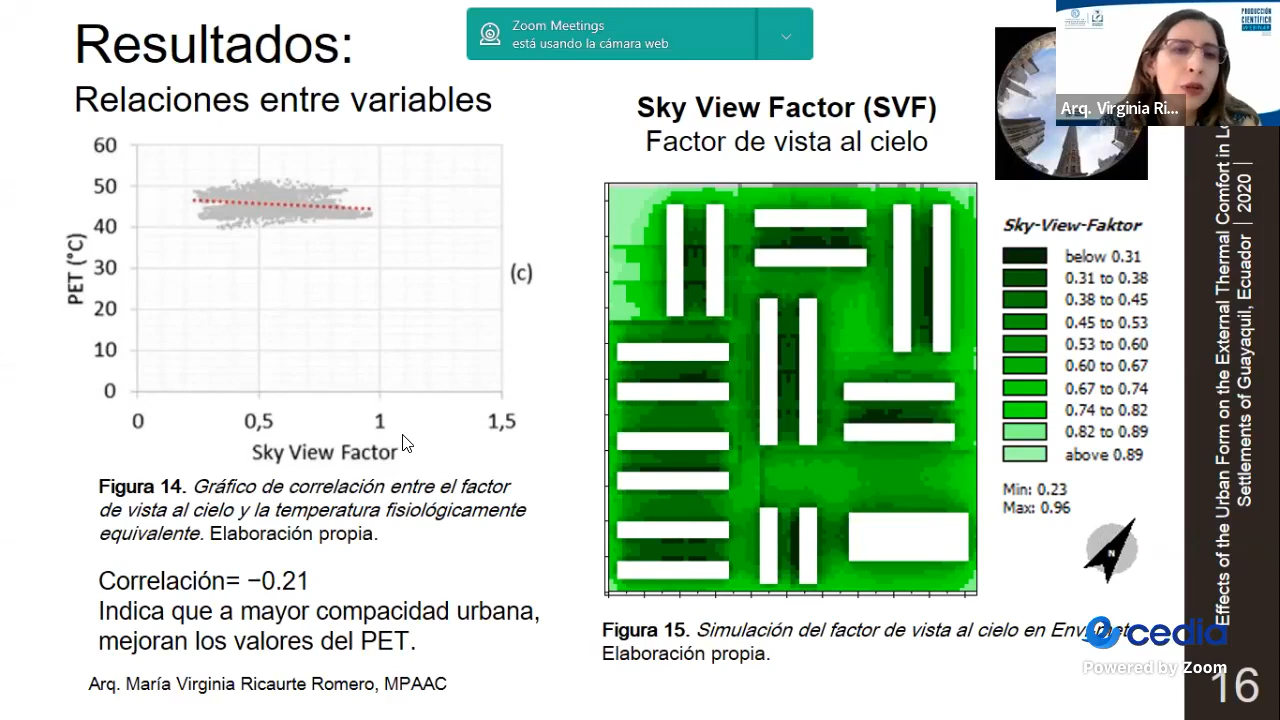 Resultados:
Relaciones entre variables
Zoom Meetings
está usando la cámara web
PRODUCCIÓN
CIENTÍFICA
WEBINAR
Arq. Virginia Ri...
60
50
40
30
20
10
0
PET (°C)
0
0,5
1
1,5
Sky View Factor
(c)
Figura 14. Gráfico de correlación entre el factor
de vista al cielo y la temperatura fisiológicamente
equivalente. Elaboración propia.
Correlación= −0.21
Indica que a mayor compacidad urbana,
mejoran los valores del PET.
Arq. María Virginia Ricaurte Romero, MPAAC
Sky View Factor (SVF)
Factor de vista al cielo
Sky-View-Faktor
below 0.31
0.31 to 0.38
0.38 to 0.45
0.45 to 0.53
0.53 to 0.60
0.60 to 0.67
0.67 to 0.74
0.74 to 0.82
0.82 to 0.89
above 0.89
Min: 0.23
Max: 0.96
N
Figura 15. Simulación del factor de vista al cielo en Envi-met.
Elaboración propia.
Effects of the Urban Form on the External Thermal Comfort in
Settlements of Guayaquil, Ecuador | 2020 |
cedia
Powered by Zoom
16